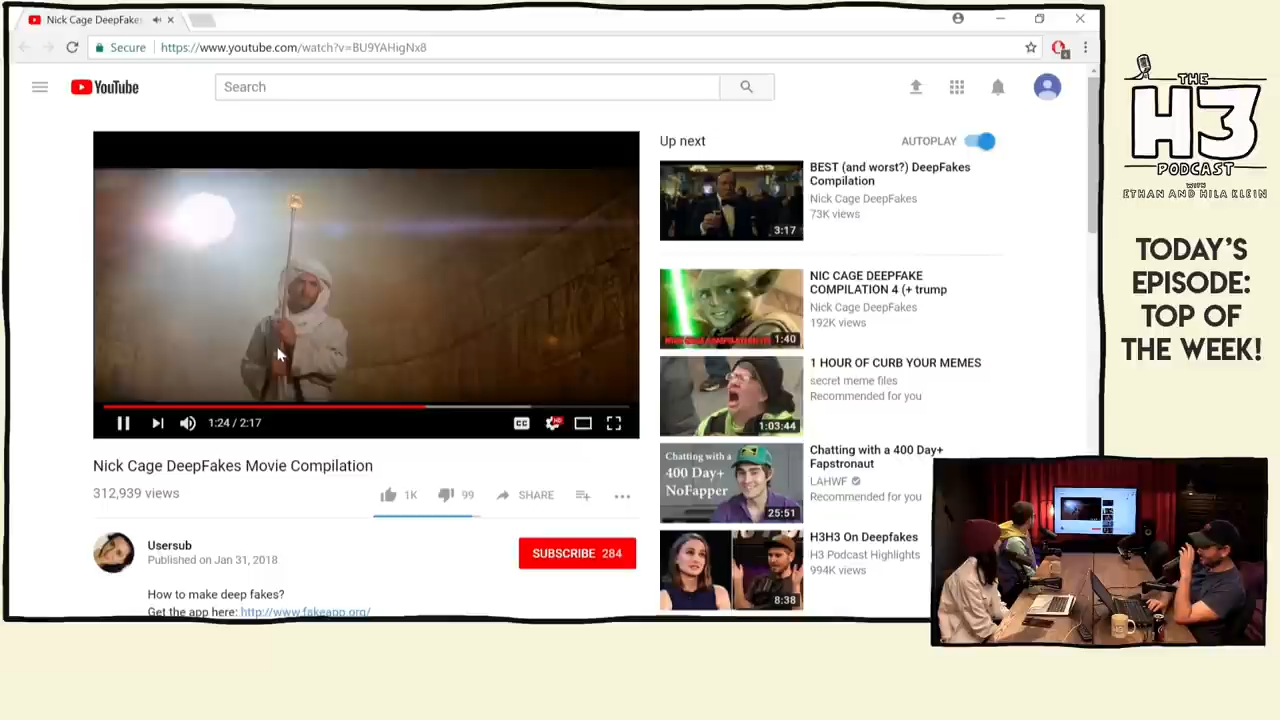 Nick Cage DeepFakes
Secure
https://www.youtube.com/watch?v=BU9YAHigNx8
YouTube
Search
1:24 / 2:17
CC
HD
Nick Cage DeepFakes Movie Compilation
312,939 views
1K
99
SHARE
Usersub
Published on Jan 31, 2018
SUBSCRIBE 284
How to make deep fakes?
Get the app here: http://www.fakeapp.org/
Up next
AUTOPLAY
3:17
BEST (and worst?) DeepFakes
Compilation
Nick Cage DeepFakes
73K views
1:40
NIC CAGE DEEPFAKE
COMPILATION 4 (+ trump
Nick Cage DeepFakes
192K views
1:03:44
1 HOUR OF CURB YOUR MEMES
secret meme files
Recommended for you
Chatting with a
400 Day+
NoFapper
25:51
Chatting with a 400 Day+
Fapstronaut
LAHWF
Recommended for you
8:38
H3H3 On Deepfakes
H3 Podcast Highlights
994K views
THE
H3
PODCAST
WITH
ETHAN AND HILA KLEIN
TODAY'S
EPISODE:
TOP OF
THE WEEK!